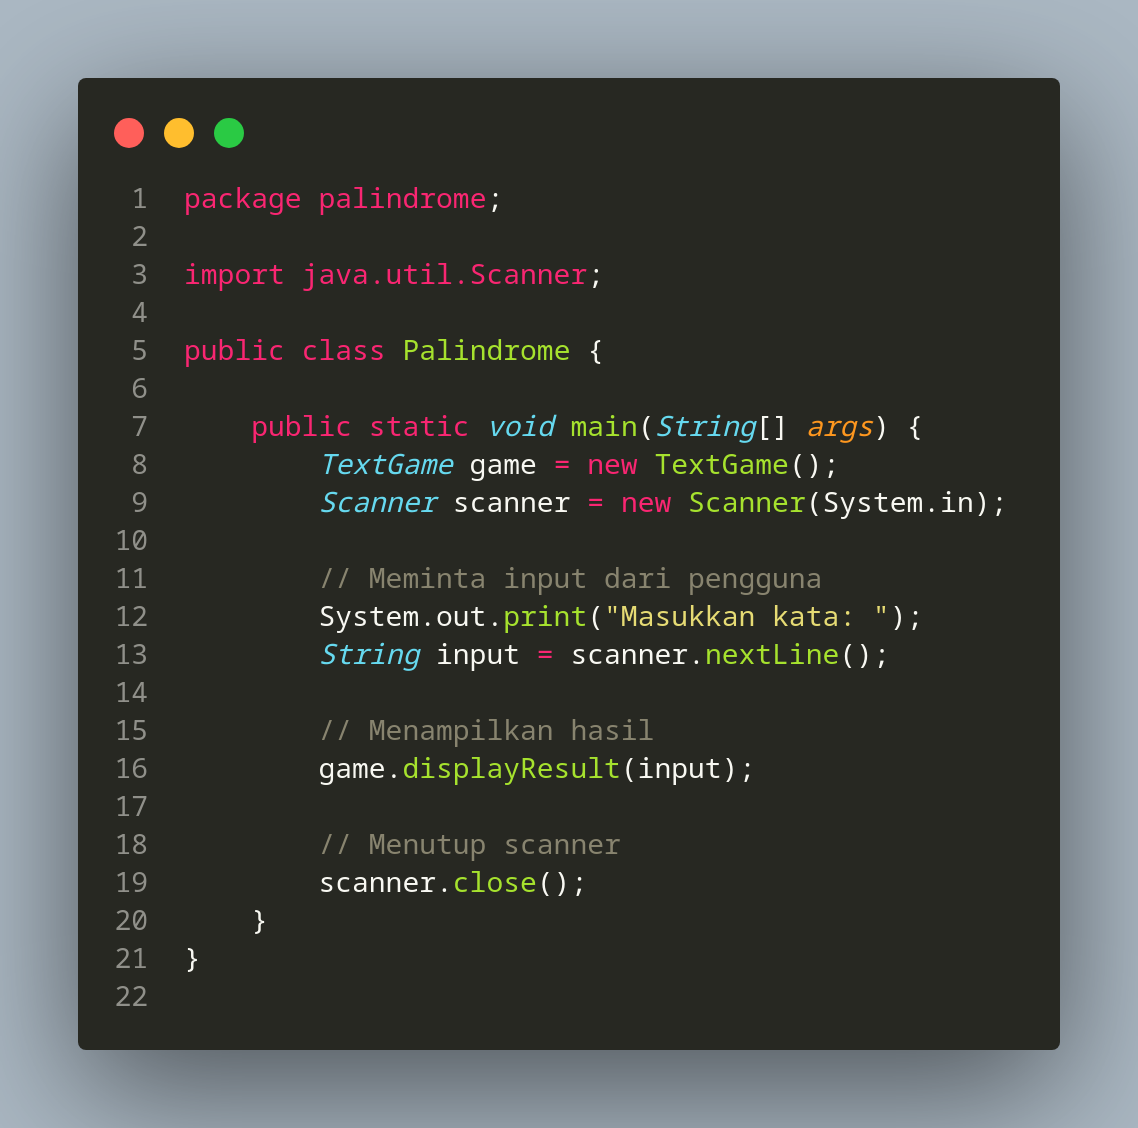 1 package palindrome;
2
3 import java.util.Scanner;
4
5 public class Palindrome {
6
7     public static void main(String[] args) {
8         TextGame game = new TextGame();
9         Scanner scanner = new Scanner(System.in);
10
11         // Meminta input dari pengguna
12         System.out.print("Masukkan kata: ");
13         String input = scanner.nextLine();
14
15         // Menampilkan hasil
16         game.displayResult(input);
17
18         // Menutup scanner
19         scanner.close();
20     }
21 }
22